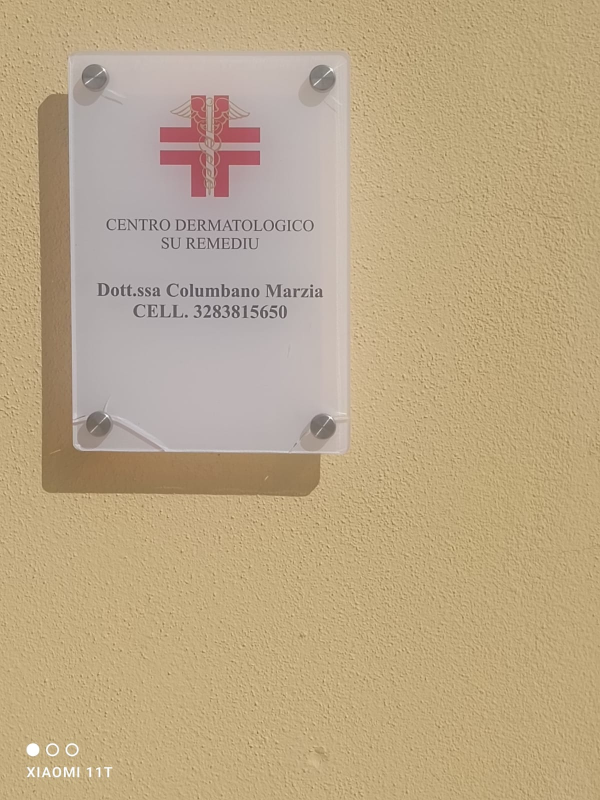 CENTRO DERMATOLOGICO
SU REMEDIU
Dott.ssa Columbano Marzia
CELL. 3283815650
XIAOMI 11T